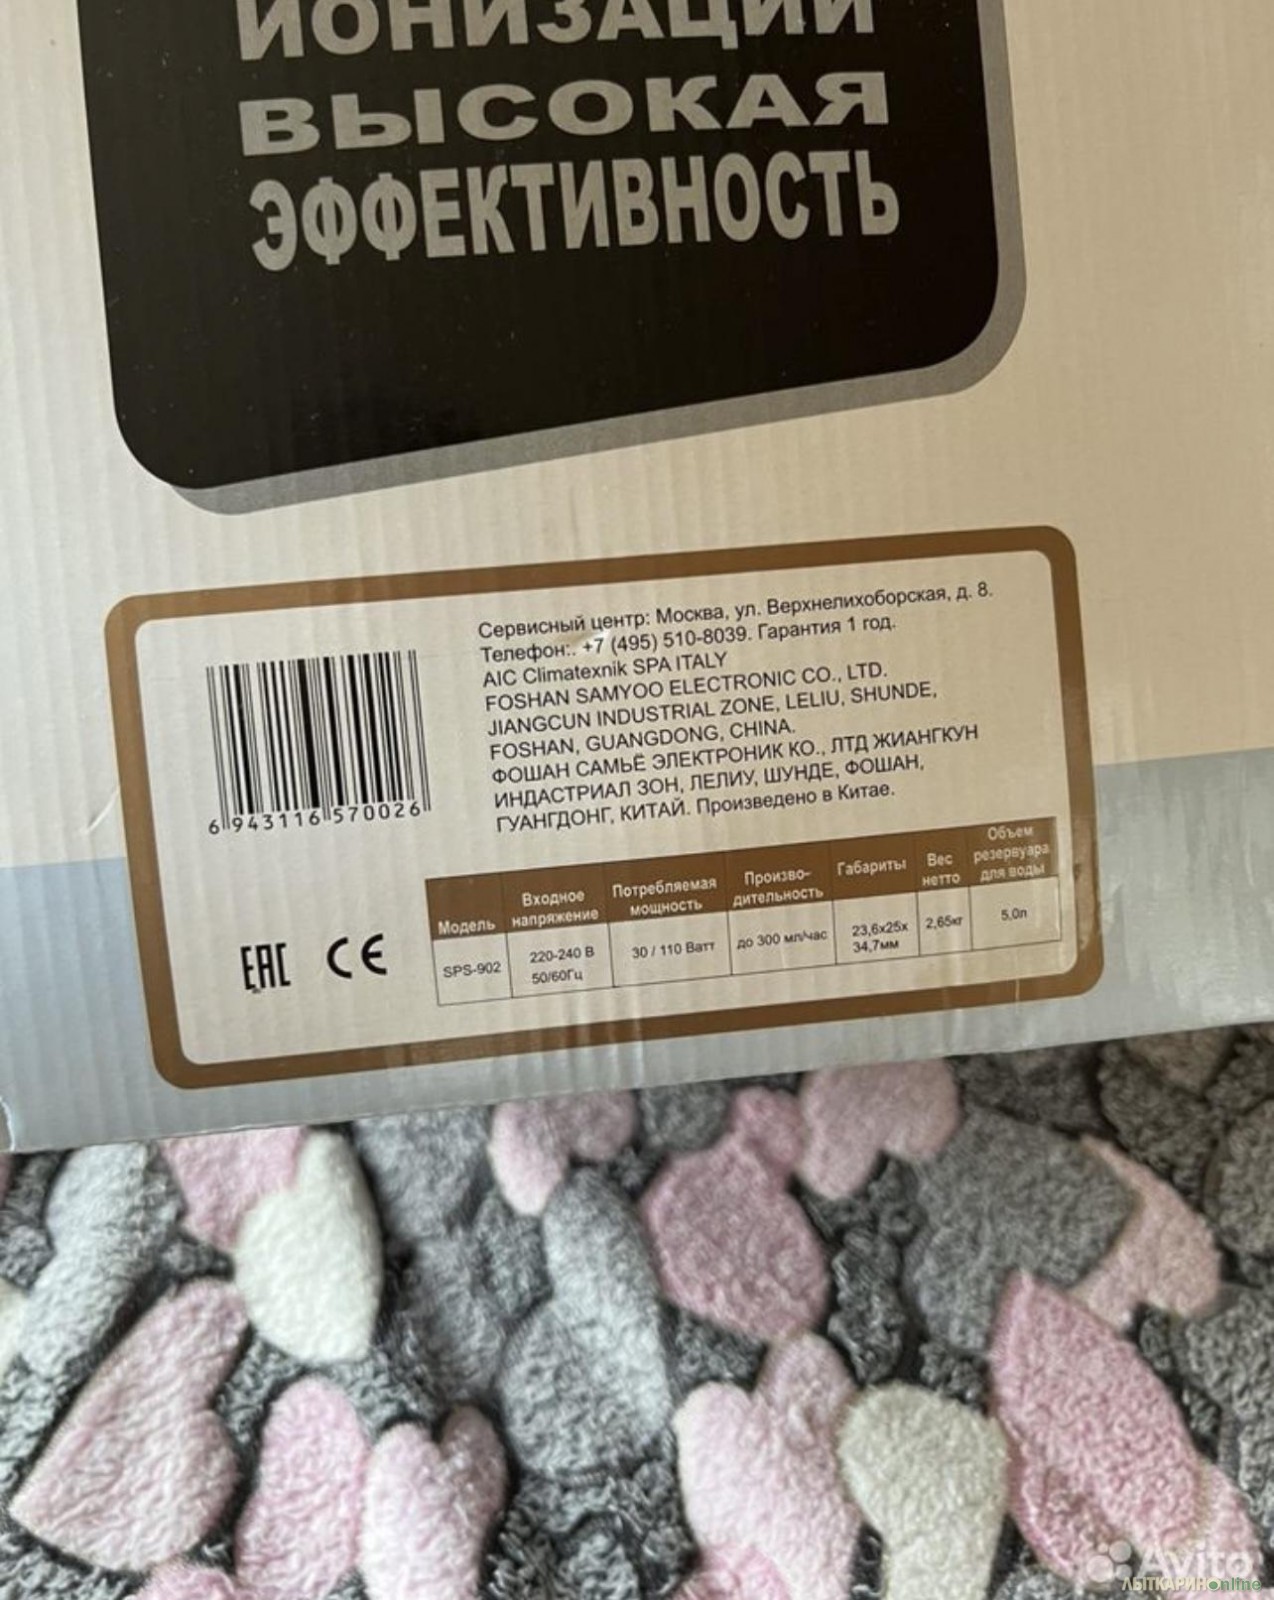 ИОНИЗАЦИИ
ВЫСОКАЯ
ЭФФЕКТИВНОСТЬ
Сервисный центр: Москва, ул. Верхнелихоборская, д. 8.
Телефон:. +7 (495) 510-8039. Гарантия 1 год.
AIC Climatexnik SPA ITALY
FOSHAN SAMYOO ELECTRONIC CO., LTD.
JIANGCUN INDUSTRIAL ZONE, LELIU, SHUNDE,
FOSHAN, GUANGDONG, CHINA.
ФОШАН САМЬЁ ЭЛЕКТРОНИК КО., ЛТД ЖИАНГКУН
ИНДАСТРИАЛ ЗОН, ЛЕЛИУ, ШУНДЕ, ФОШАН,
ГУАНГДОНГ, КИТАЙ. Произведено в Китае.
6 943116 570026
EAC CE
Модель
Входное
напряжение
Потребляемая
мощность
Произво-
дительность
Габариты
Вес
нетто
Объем
резервуара
для воды
SPS-902
220-240 В
50/60Гц
30 / 110 Ватт
до 300 мл/час
23,6x25x
34,7мм
2,65кг
5,0л
Avito
ЛЫТКАРИНОonline